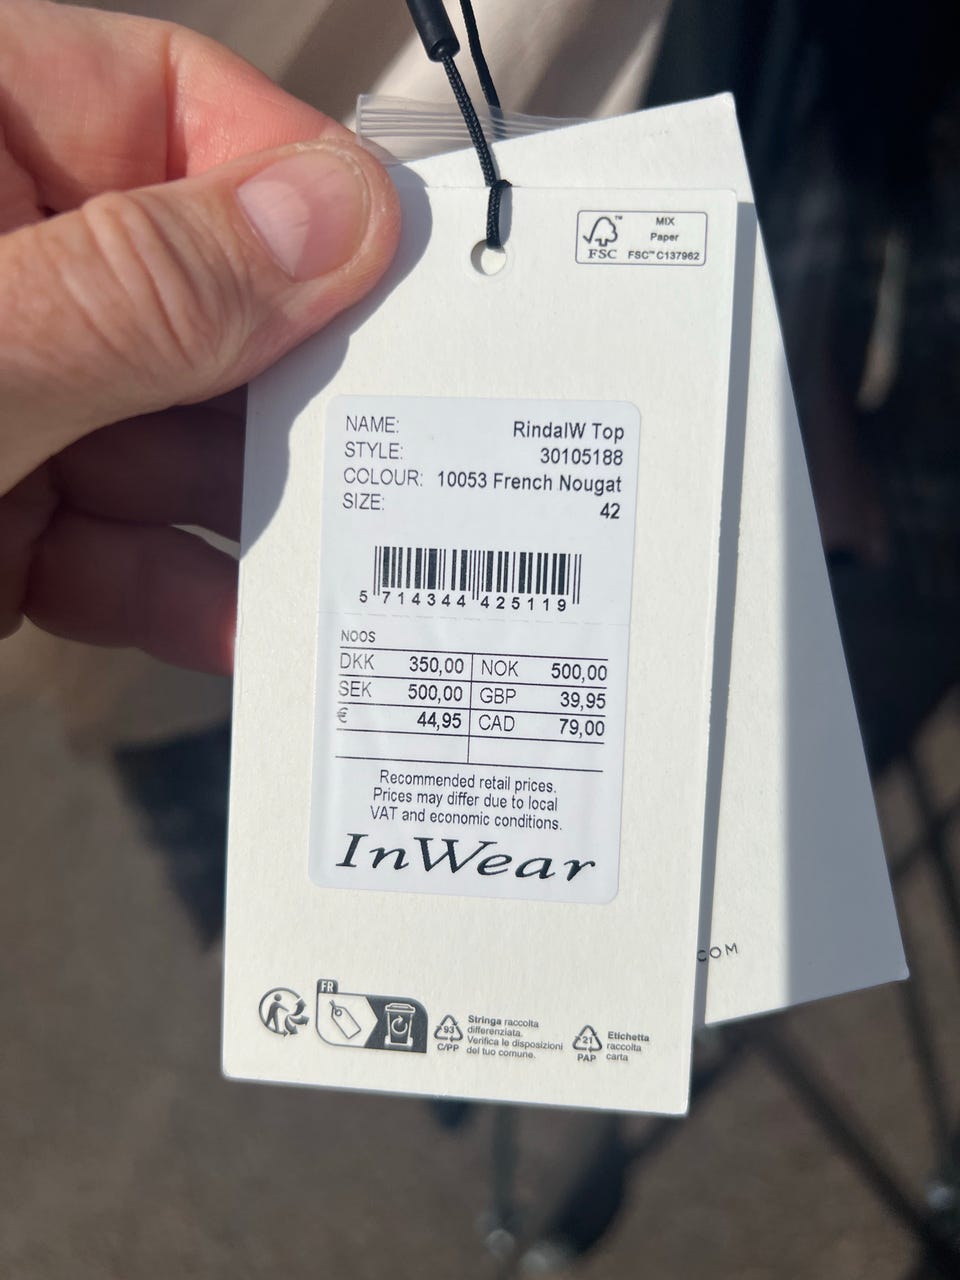 MIX
Paper
FSC™ C137962
FSC
NAME: RindaIW Top
STYLE: 30105188
COLOUR: 10053 French Nougat
SIZE: 42
5 714344 425119
NOOS
DKK 350,00 NOK 500,00
SEK 500,00 GBP 39,95
€ 44,95 CAD 79,00
Recommended retail prices.
Prices may differ due to local
VAT and economic conditions.
InWear
COM
FR
93
C/PP
Stringa raccolta
differenziata.
Verifica le disposizioni
del tuo comune.
21
PAP
Etichetta
raccolta
carta